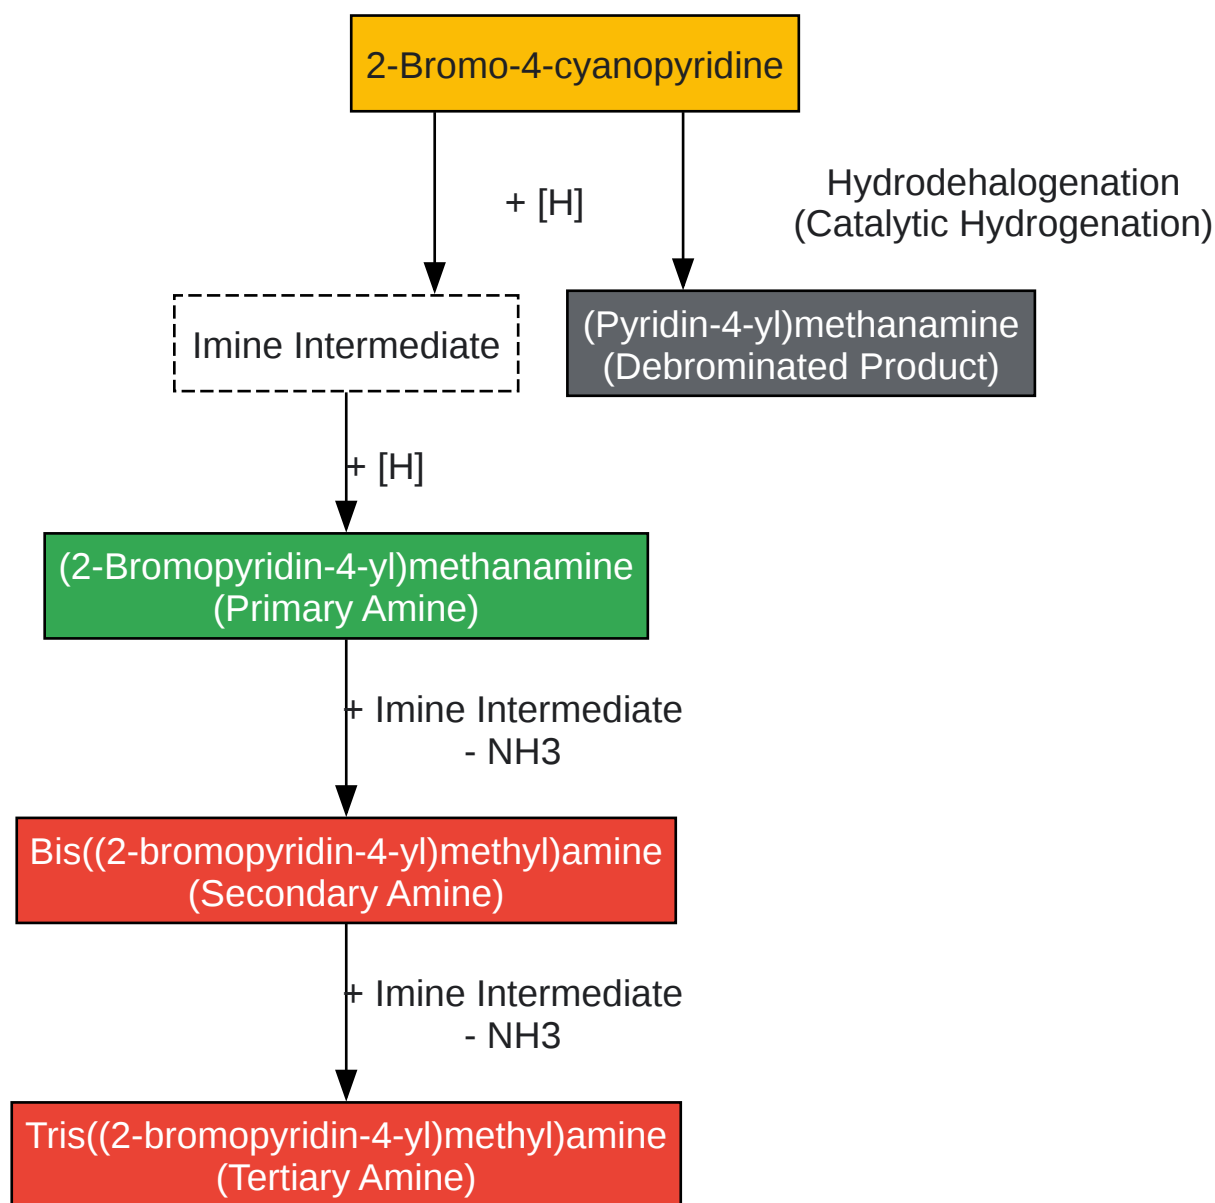 2-Bromo-4-cyanopyridine
+ [H]
Hydrodehalogenation
(Catalytic Hydrogenation)
Imine Intermediate
(Pyridin-4-yl)methanamine
(Debrominated Product)
+ [H]
(2-Bromopyridin-4-yl)methanamine
(Primary Amine)
+ Imine Intermediate
- NH3
Bis((2-bromopyridin-4-yl)methyl)amine
(Secondary Amine)
+ Imine Intermediate
- NH3
Tris((2-bromopyridin-4-yl)methyl)amine
(Tertiary Amine)